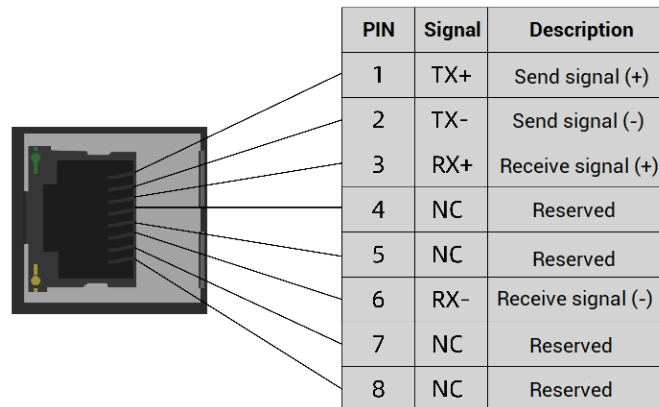 PIN Signal Description
1 TX+ Send signal (+)
2 TX- Send signal (-)
3 RX+ Receive signal (+)
4 NC Reserved
5 NC Reserved
6 RX- Receive signal (-)
7 NC Reserved
8 NC Reserved